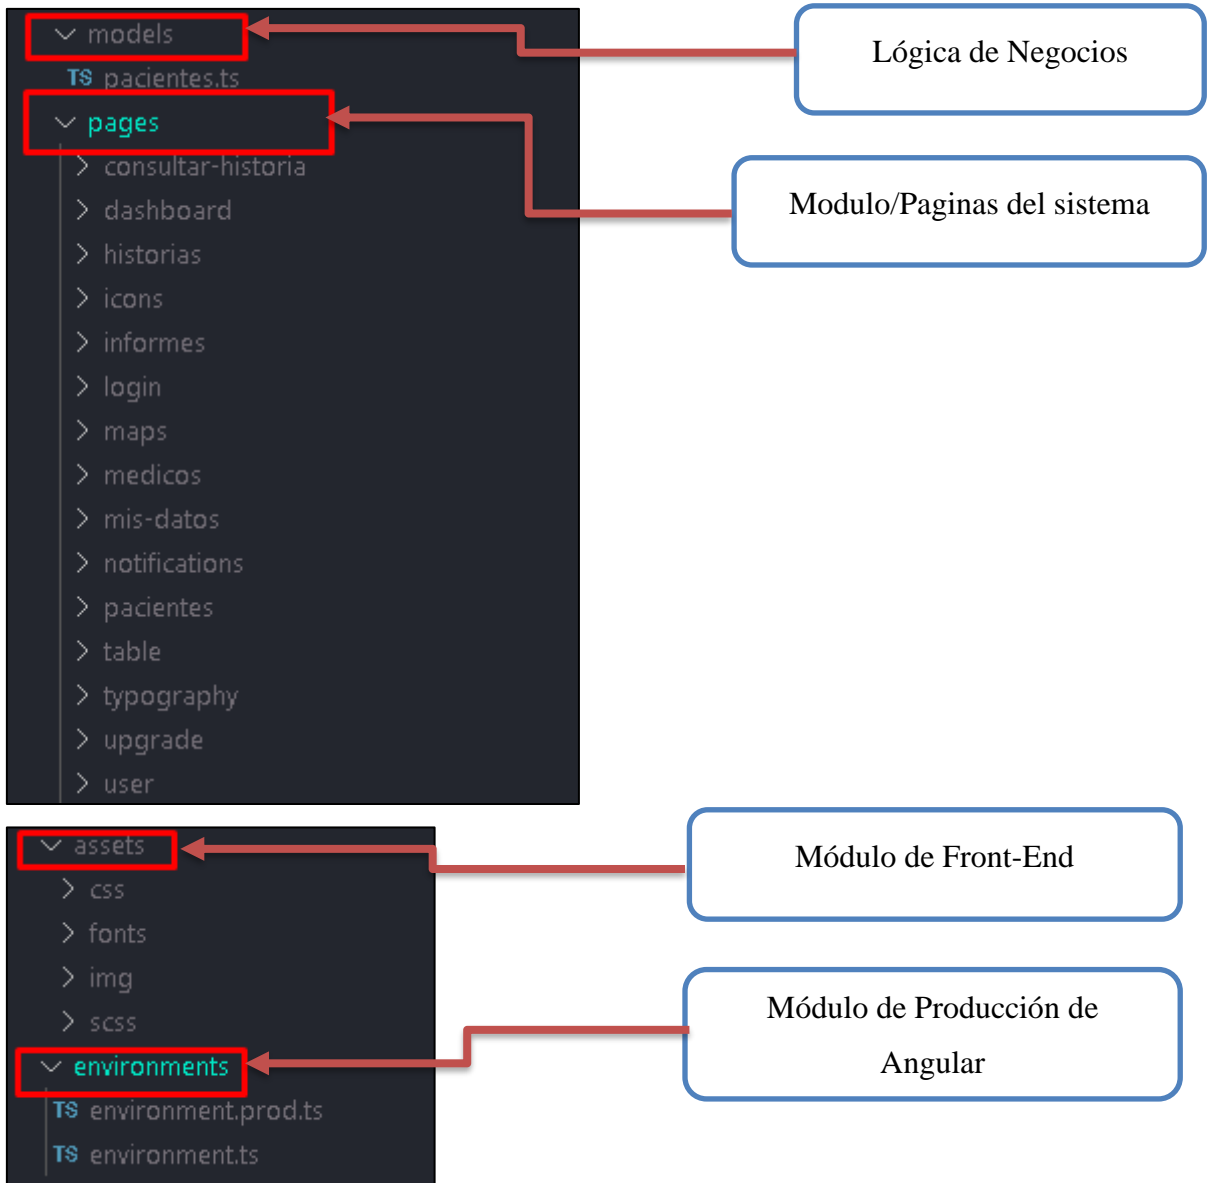 models
Lógica de Negocios
TS pacientes.ts
pages
consultar-historia
dashboard
Modulo/Paginas del sistema
historias
icons
informes
login
maps
medicos
mis-datos
notifications
pacientes
table
typography
upgrade
user
assets
Módulo de Front-End
css
fonts
img
scss
Módulo de Producción de
Angular
environments
TS environment.prod.ts
TS environment.ts